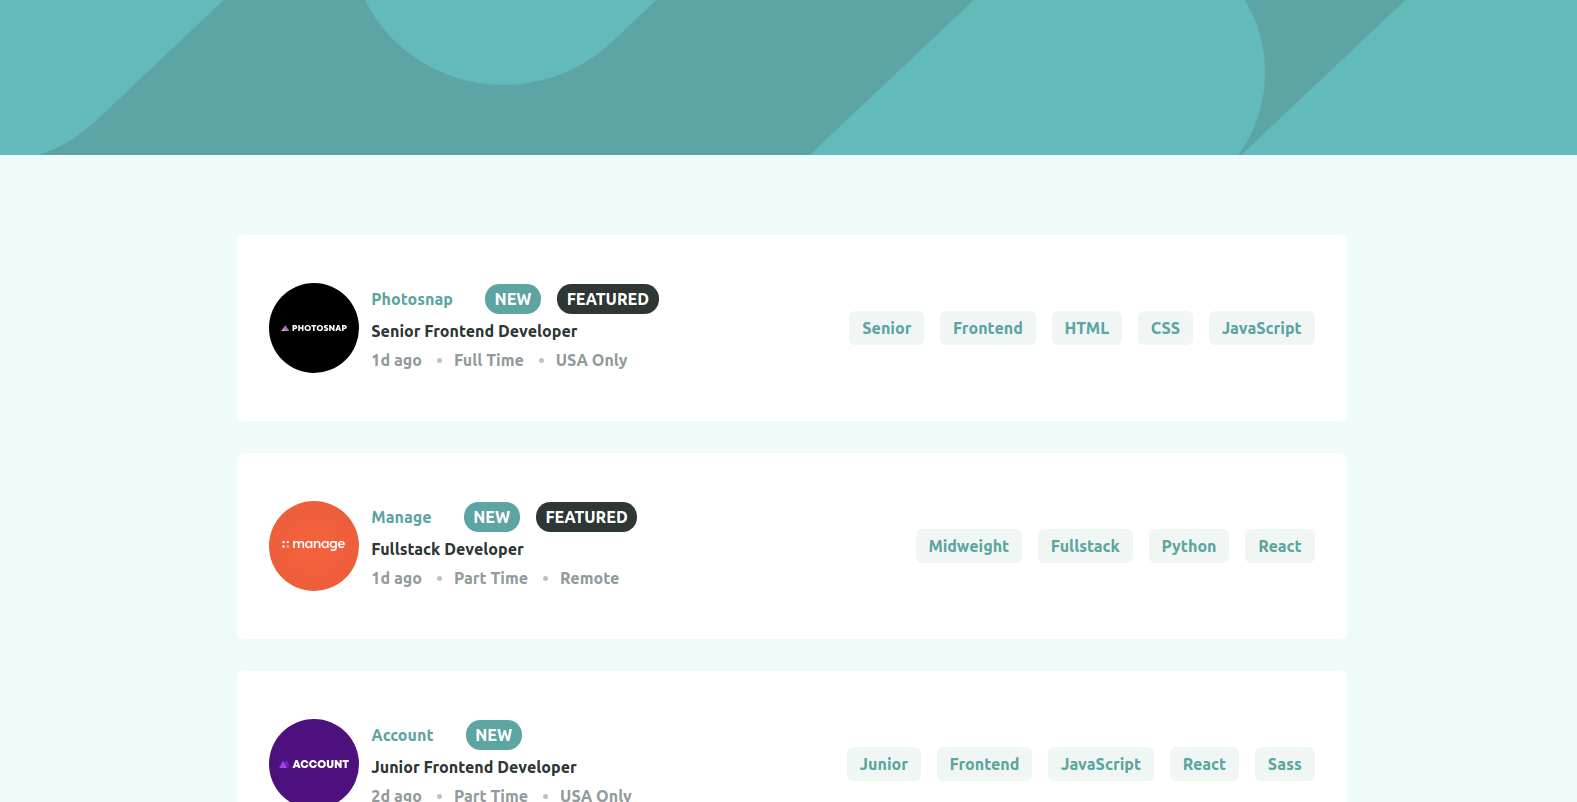 PHOTOSNAP
Photosnap NEW FEATURED
Senior Frontend Developer
1d ago • Full Time • USA Only
Senior Frontend HTML CSS JavaScript
manage
Manage NEW FEATURED
Fullstack Developer
1d ago • Part Time • Remote
Midweight Fullstack Python React
ACCOUNT
Account NEW
Junior Frontend Developer
2d ago • Part Time • USA Only
Junior Frontend JavaScript React Sass